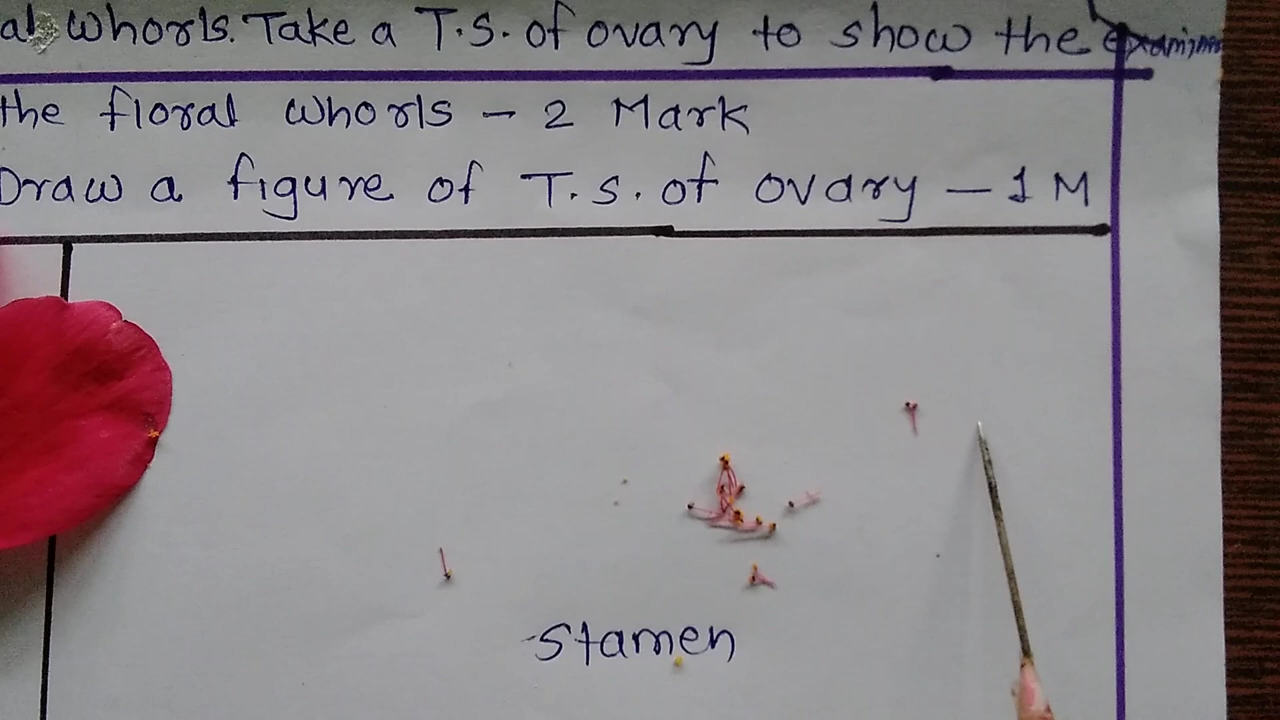 al whorls. Take a T.S. of ovary to show the
the floral whorls - 2 Mark
Draw a figure of T.S. of ovary - 1 M
Stamen